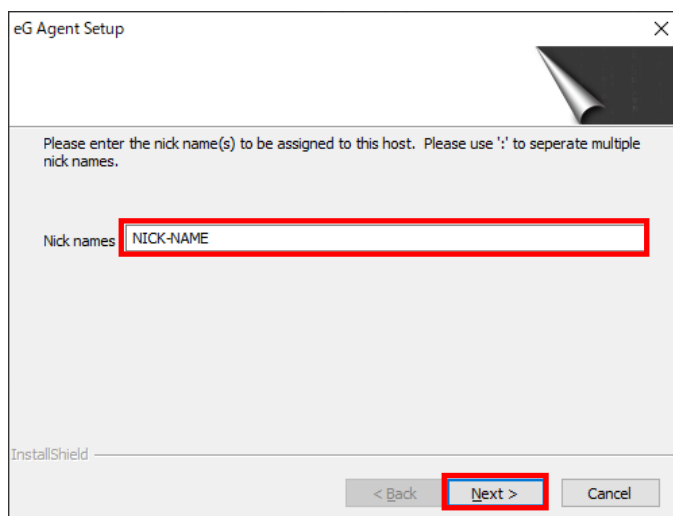 eG Agent Setup
Please enter the nick name(s) to be assigned to this host.  Please use ':' to seperate multiple
nick names.
Nick names
NICK-NAME
InstallShield
< Back
Next >
Cancel